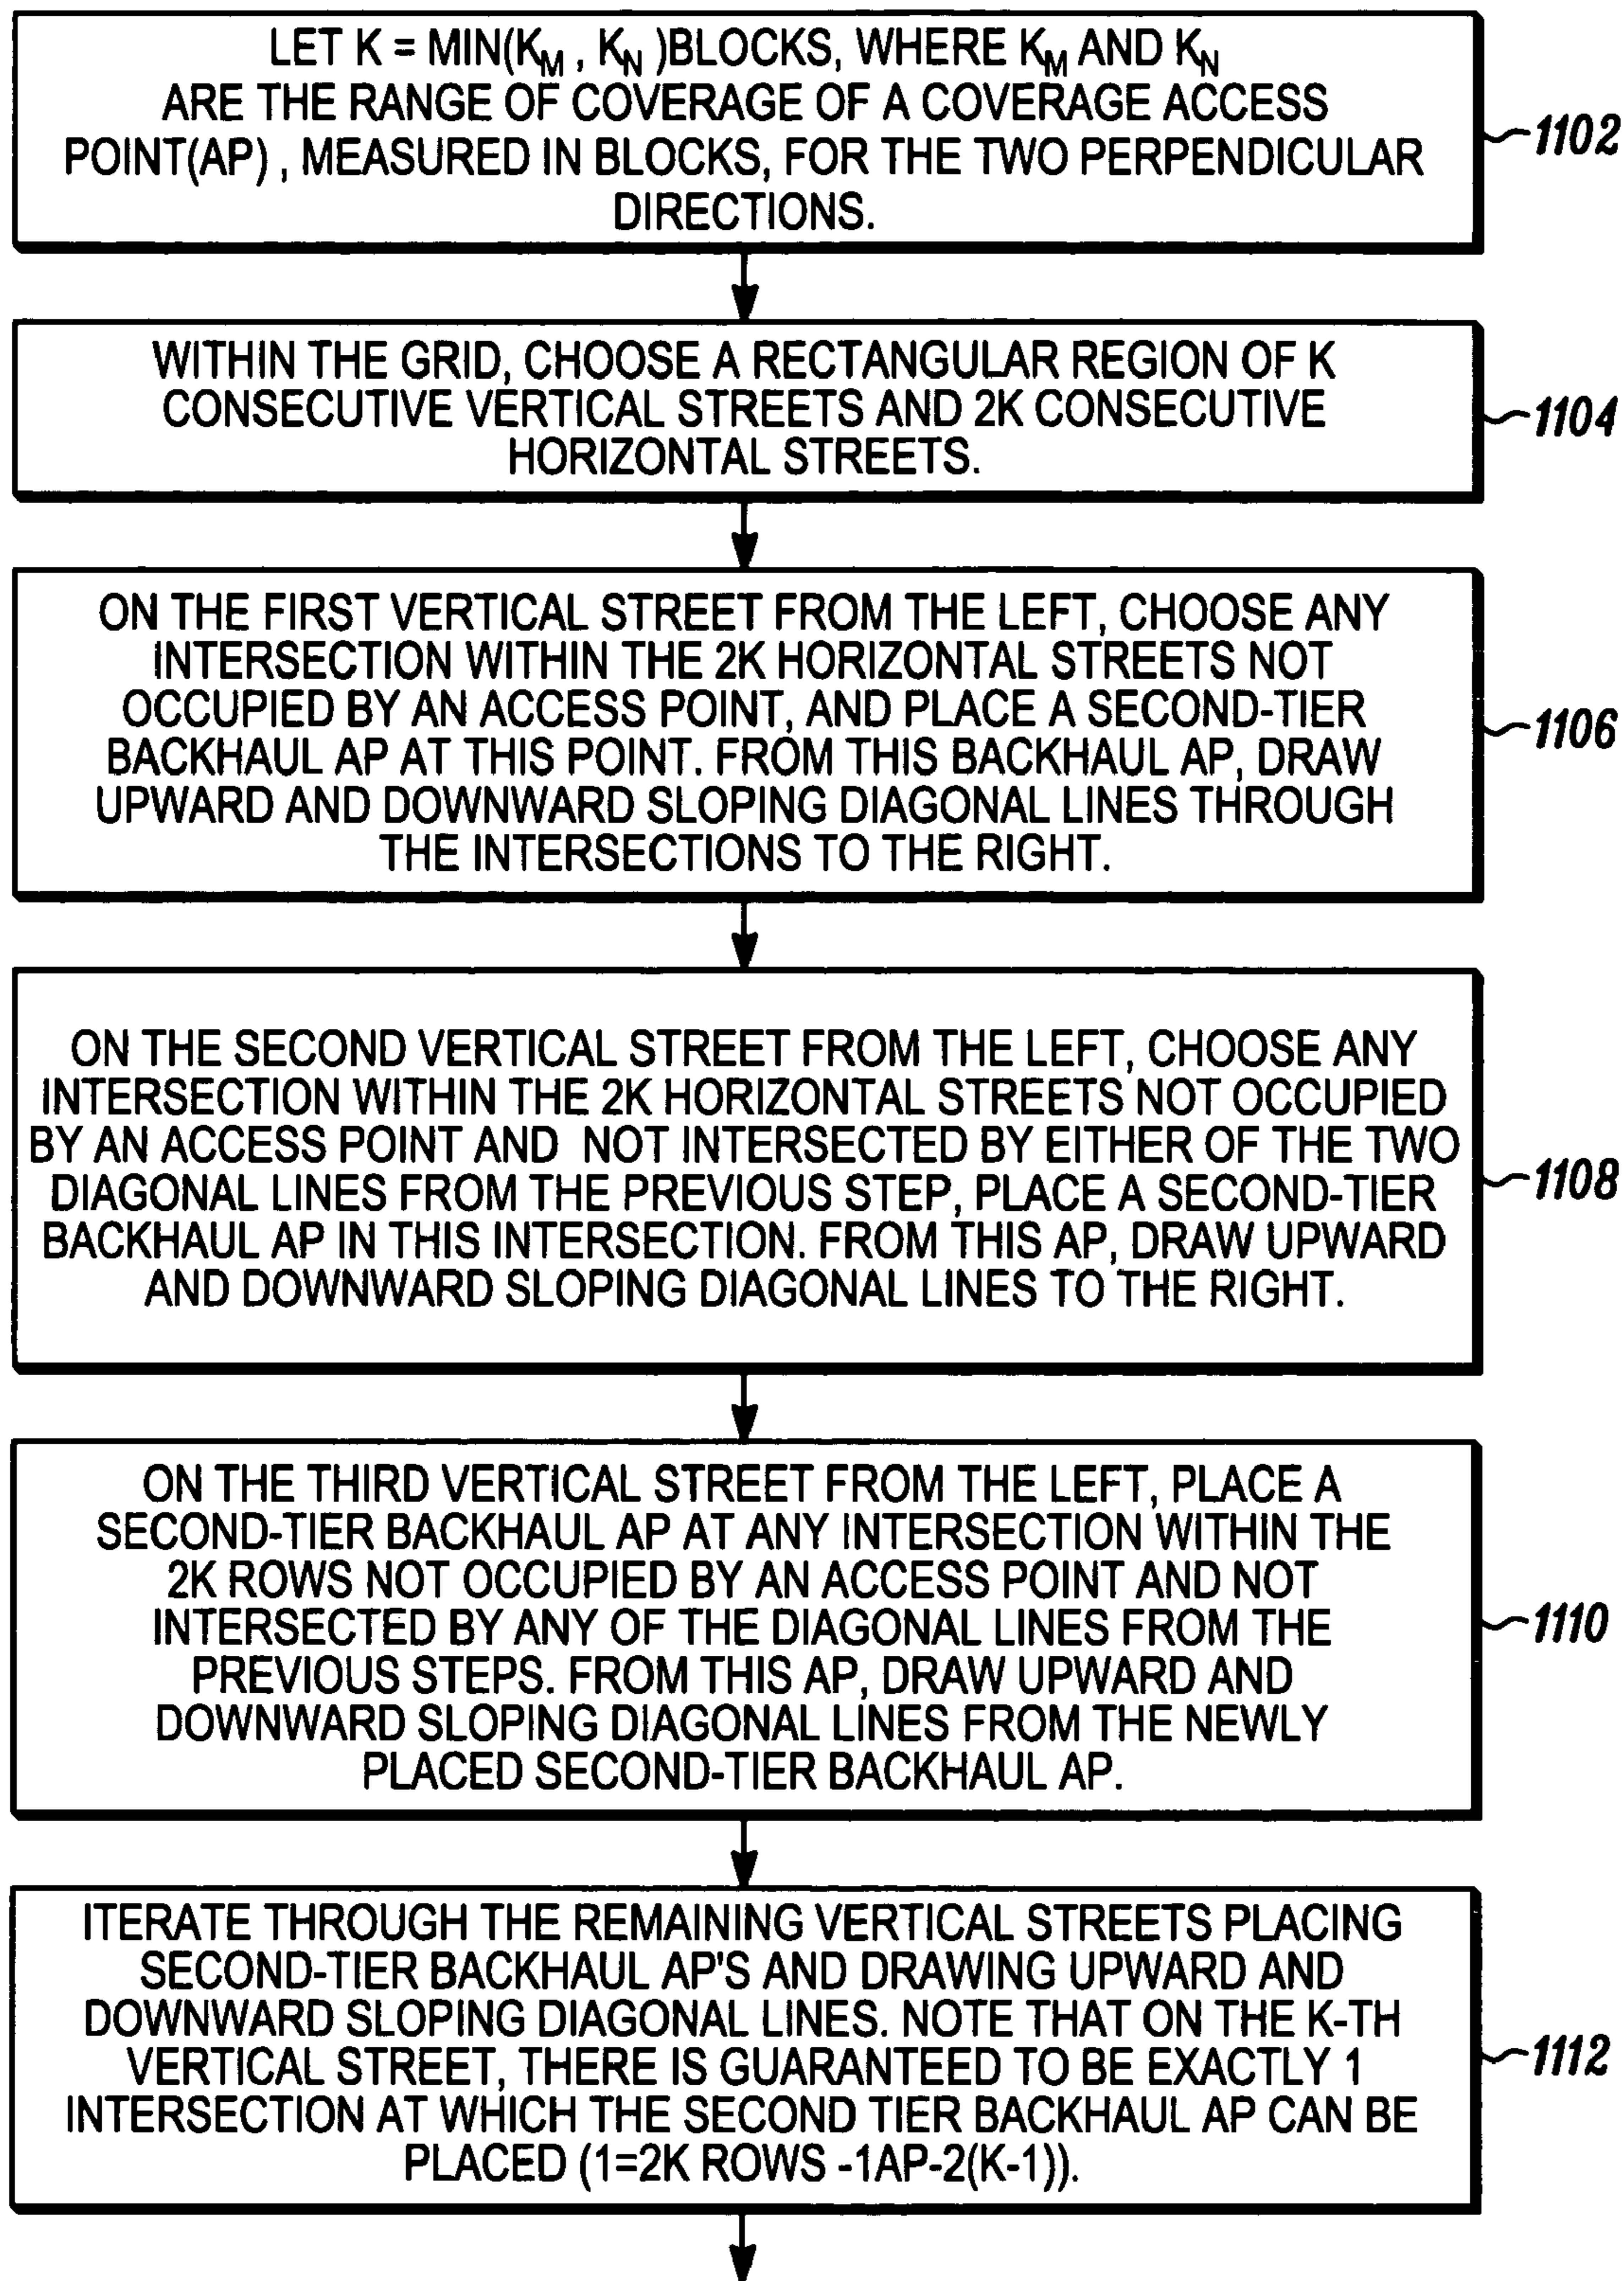 LET K = MIN(KM , KN )BLOCKS, WHERE KM AND KN
ARE THE RANGE OF COVERAGE OF A COVERAGE ACCESS
POINT(AP) , MEASURED IN BLOCKS, FOR THE TWO PERPENDICULAR
DIRECTIONS.
1102
WITHIN THE GRID, CHOOSE A RECTANGULAR REGION OF K
CONSECUTIVE VERTICAL STREETS AND 2K CONSECUTIVE
HORIZONTAL STREETS.
1104
ON THE FIRST VERTICAL STREET FROM THE LEFT, CHOOSE ANY
INTERSECTION WITHIN THE 2K HORIZONTAL STREETS NOT
OCCUPIED BY AN ACCESS POINT, AND PLACE A SECOND-TIER
BACKHAUL AP AT THIS POINT. FROM THIS BACKHAUL AP, DRAW
UPWARD AND DOWNWARD SLOPING DIAGONAL LINES THROUGH
THE INTERSECTIONS TO THE RIGHT.
1106
ON THE SECOND VERTICAL STREET FROM THE LEFT, CHOOSE ANY
INTERSECTION WITHIN THE 2K HORIZONTAL STREETS NOT OCCUPIED
BY AN ACCESS POINT AND NOT INTERSECTED BY EITHER OF THE TWO
DIAGONAL LINES FROM THE PREVIOUS STEP, PLACE A SECOND-TIER
BACKHAUL AP IN THIS INTERSECTION. FROM THIS AP, DRAW UPWARD
AND DOWNWARD SLOPING DIAGONAL LINES TO THE RIGHT.
1108
ON THE THIRD VERTICAL STREET FROM THE LEFT, PLACE A
SECOND-TIER BACKHAUL AP AT ANY INTERSECTION WITHIN THE
2K ROWS NOT OCCUPIED BY AN ACCESS POINT AND NOT
INTERSECTED BY ANY OF THE DIAGONAL LINES FROM THE
PREVIOUS STEPS. FROM THIS AP, DRAW UPWARD AND
DOWNWARD SLOPING DIAGONAL LINES FROM THE NEWLY
PLACED SECOND-TIER BACKHAUL AP.
1110
ITERATE THROUGH THE REMAINING VERTICAL STREETS PLACING
SECOND-TIER BACKHAUL AP'S AND DRAWING UPWARD AND
DOWNWARD SLOPING DIAGONAL LINES. NOTE THAT ON THE K-TH
VERTICAL STREET, THERE IS GUARANTEED TO BE EXACTLY 1
INTERSECTION AT WHICH THE SECOND TIER BACKHAUL AP CAN BE
PLACED (1=2K ROWS -1AP-2(K-1)).
1112